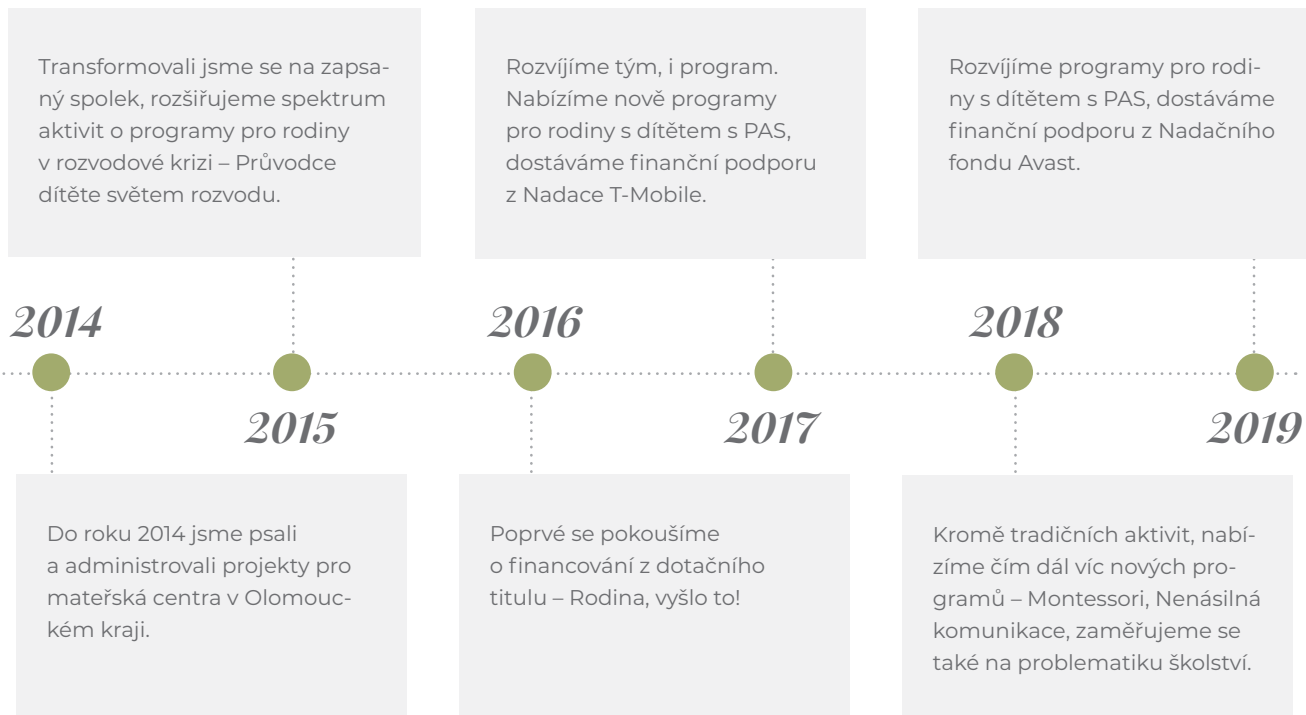 Transformovali jsme se na zapsa-
ný spolek, rozšiřujeme spektrum
aktivit o programy pro rodiny
v rozvodové krizi – Průvodce
dítěte světem rozvodu.
Rozvíjíme tým, i program.
Nabízíme nově programy
pro rodiny s dítětem s PAS,
dostáváme finanční podporu
z Nadace T-Mobile.
Rozvíjíme programy pro rodi-
ny s dítětem s PAS, dostáváme
finanční podporu z Nadačního
fondu Avast.
2014
2016
2018
2015
2017
2019
Do roku 2014 jsme psali
a administrovali projekty pro
mateřská centra v Olomouc-
kém kraji.
Poprvé se pokoušíme
o financování z dotačního
titulu – Rodina, vyšlo to!
Kromě tradičních aktivit, nabí-
zíme čím dál víc nových pro-
gramů – Montessori, Nenásilná
komunikace, zaměřujeme se
také na problematiku školství.